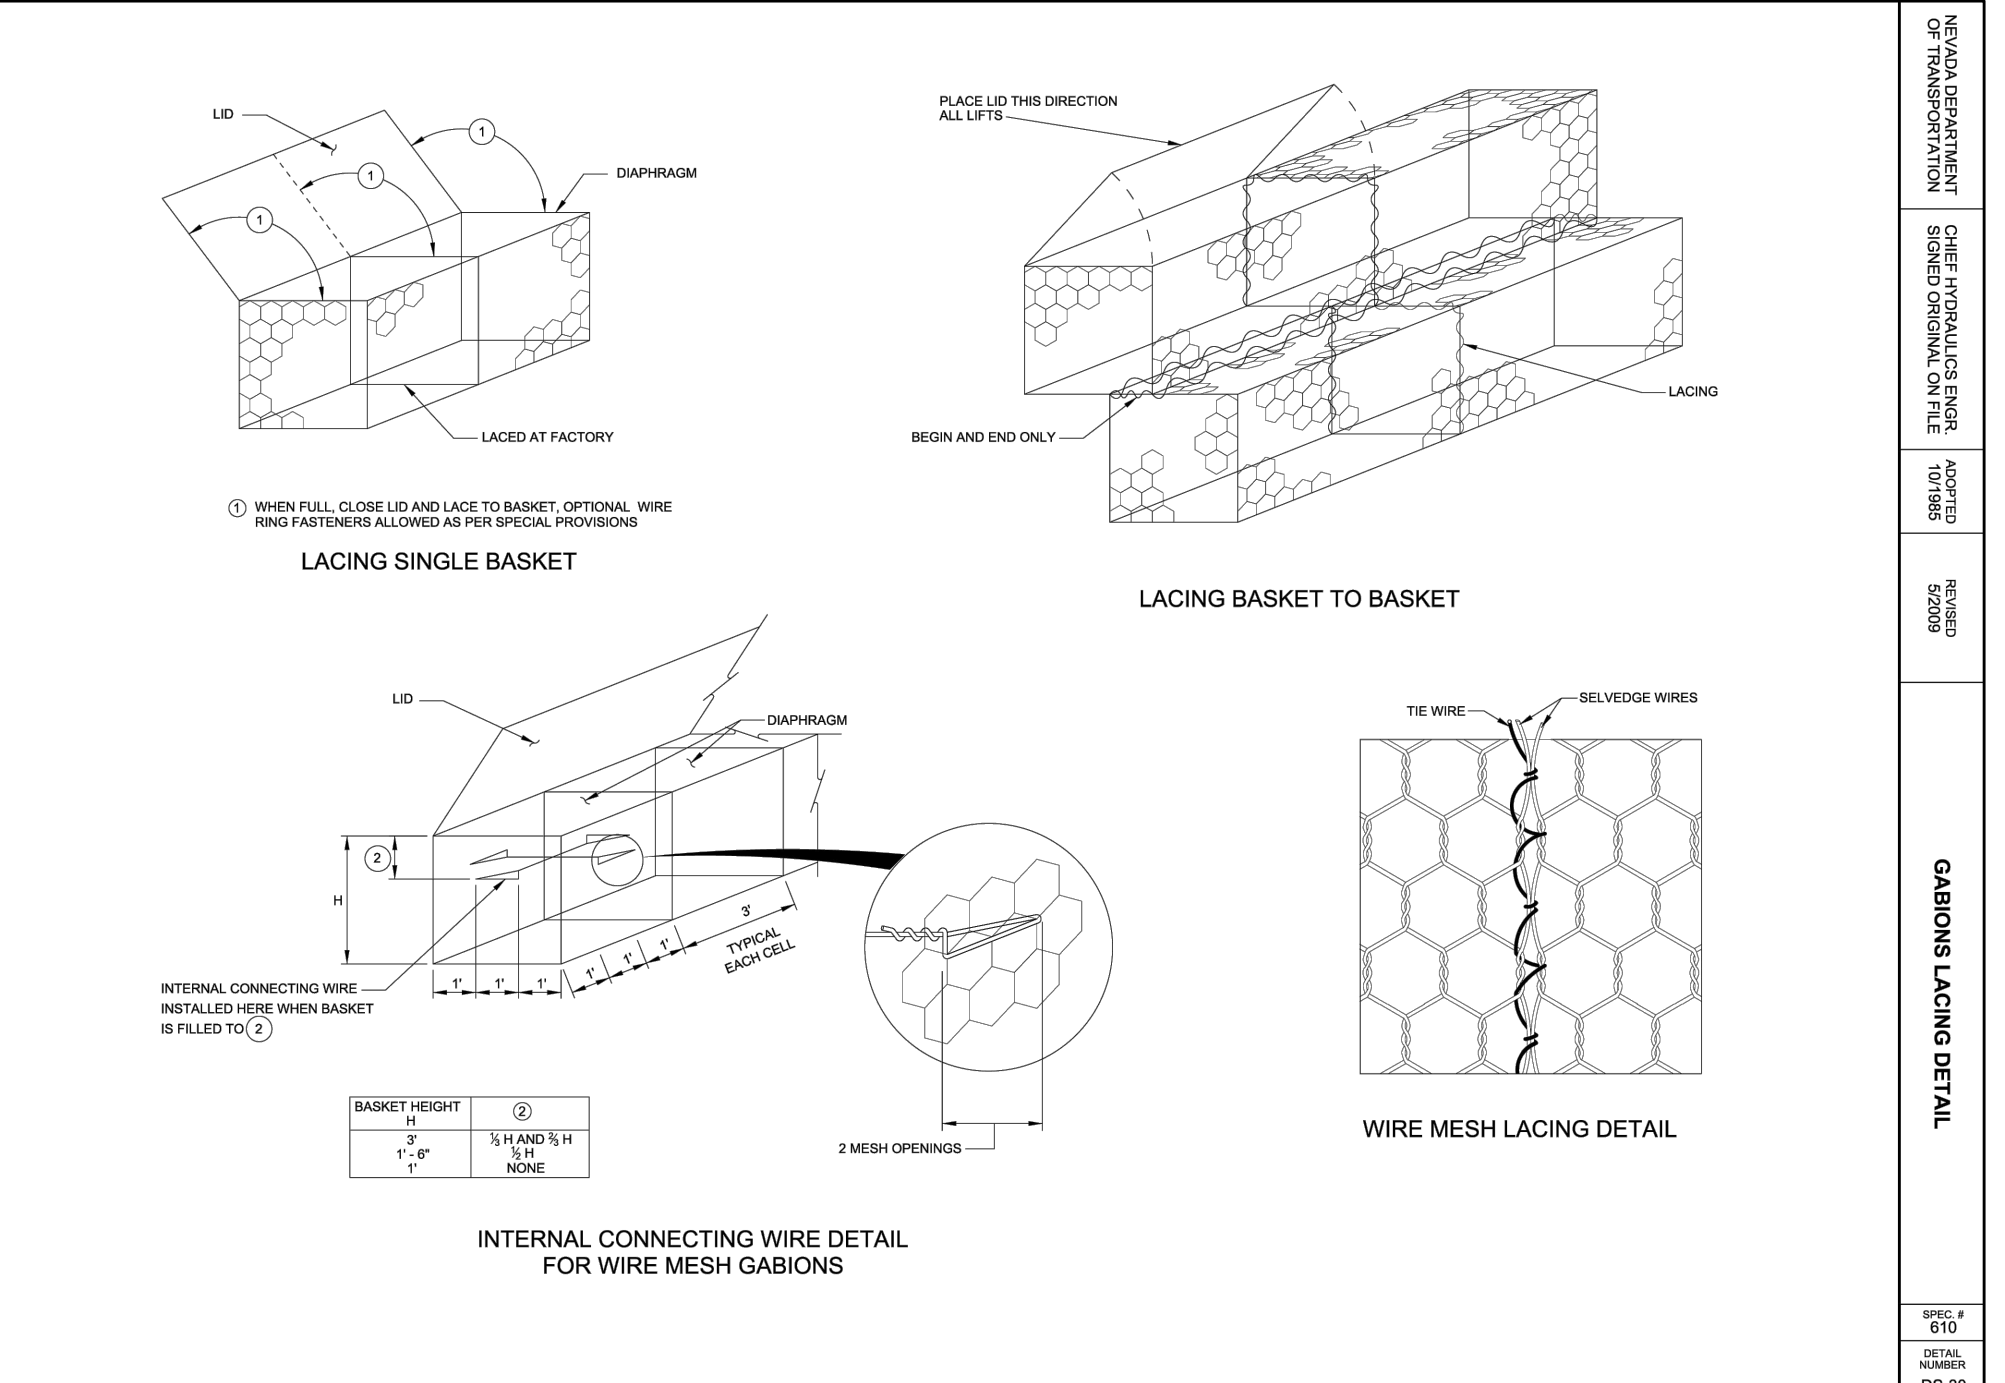 LID
1
1
1
DIAPHRAGM
LACED AT FACTORY
1 WHEN FULL, CLOSE LID AND LACE TO BASKET, OPTIONAL WIRE
RING FASTENERS ALLOWED AS PER SPECIAL PROVISIONS
LACING SINGLE BASKET
PLACE LID THIS DIRECTION
ALL LIFTS
LACING
BEGIN AND END ONLY
LACING BASKET TO BASKET
LID
DIAPHRAGM
2
H
3'
TYPICAL
EACH CELL
1' 1' 1' 1' 1' 1'
INTERNAL CONNECTING WIRE
INSTALLED HERE WHEN BASKET
IS FILLED TO 2
2 MESH OPENINGS
BASKET HEIGHT
H
2
3' ⅓ H AND ⅔ H
1' - 6" ½ H
1' NONE
INTERNAL CONNECTING WIRE DETAIL
FOR WIRE MESH GABIONS
TIE WIRE
SELVEDGE WIRES
WIRE MESH LACING DETAIL
NEVADA DEPARTMENT
OF TRANSPORTATION
CHIEF HYDRAULICS ENGR.
SIGNED ORIGINAL ON FILE
ADOPTED
10/1985
REVISED
5/2009
GABIONS LACING DETAIL
SPEC. #
610
DETAIL
NUMBER